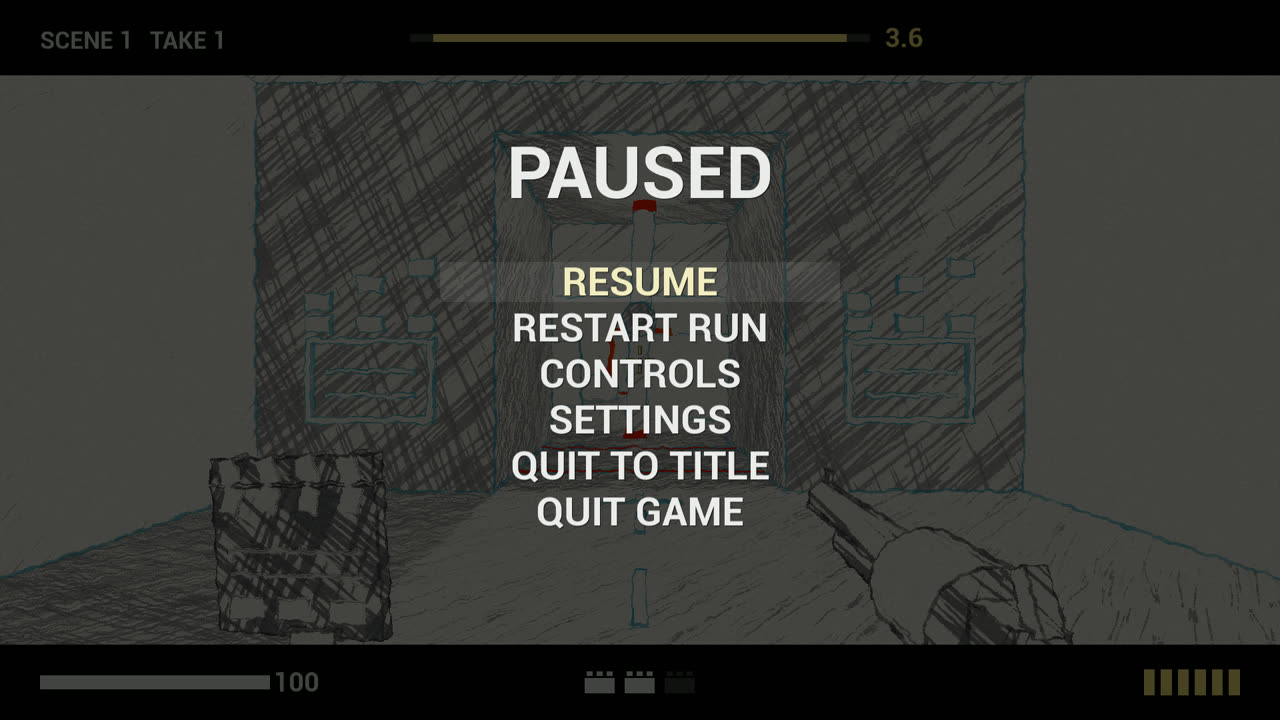 SCENE 1 TAKE 1
3.6
PAUSED
RESUME
RESTART RUN
CONTROLS
SETTINGS
QUIT TO TITLE
QUIT GAME
100